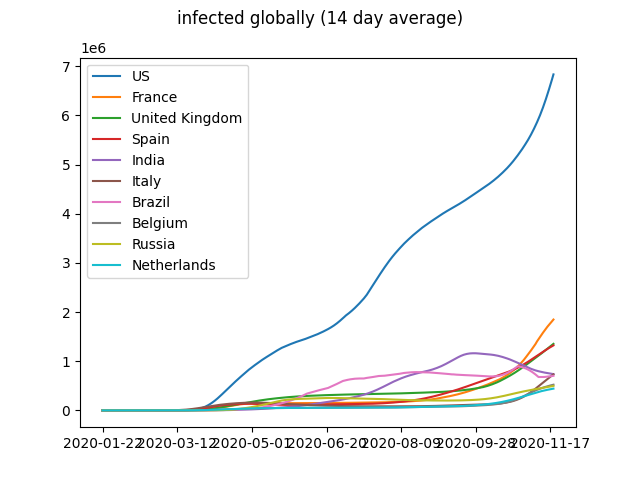 infected globally (14 day average)
1e6
7
6
5
4
3
2
1
0
US
France
United Kingdom
Spain
India
Italy
Brazil
Belgium
Russia
Netherlands
2020-01-22 2020-03-12 2020-05-01 2020-06-20 2020-08-09 2020-09-28 2020-11-17